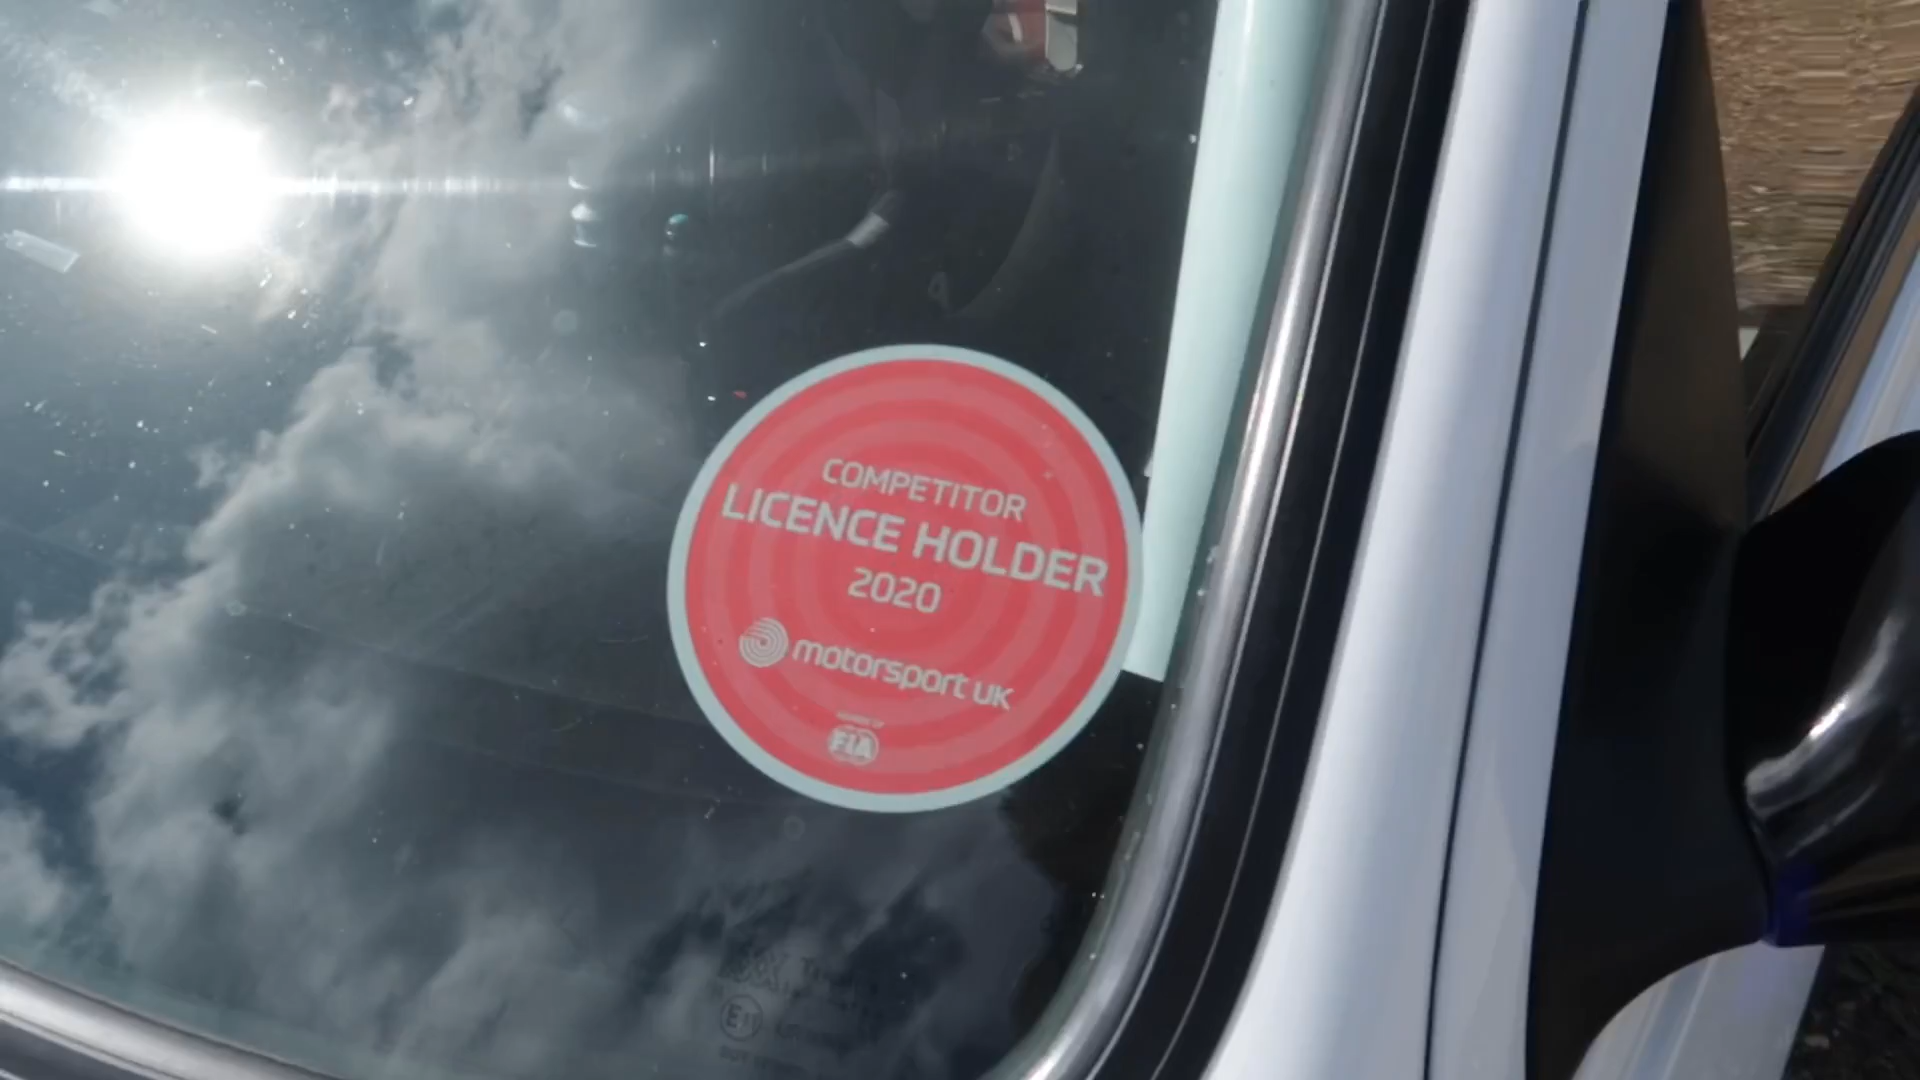 COMPETITOR
LICENCE HOLDER
2020
motorsport UK
FIA